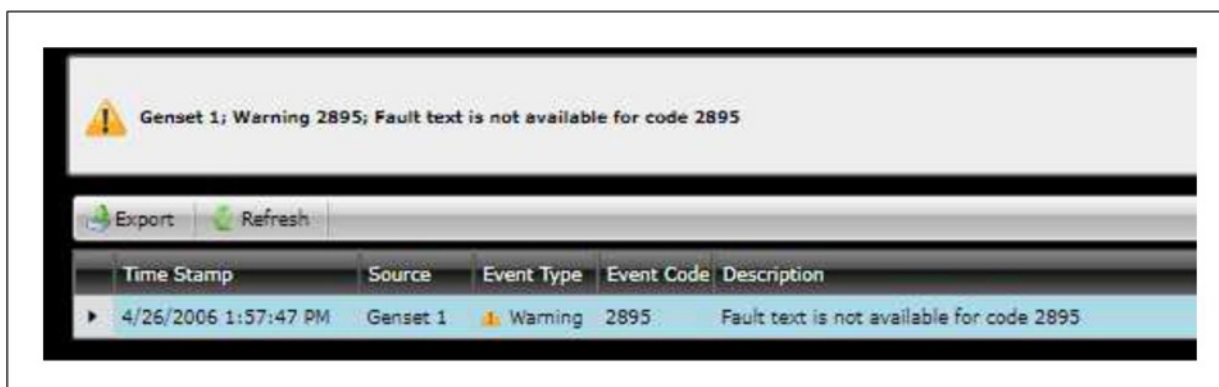 Genset 1; Warning 2895; Fault text is not available for code 2895
Export Refresh
Time Stamp Source Event Type Event Code Description
4/26/2006 1:57:47 PM Genset 1 Warning 2895 Fault text is not available for code 2895